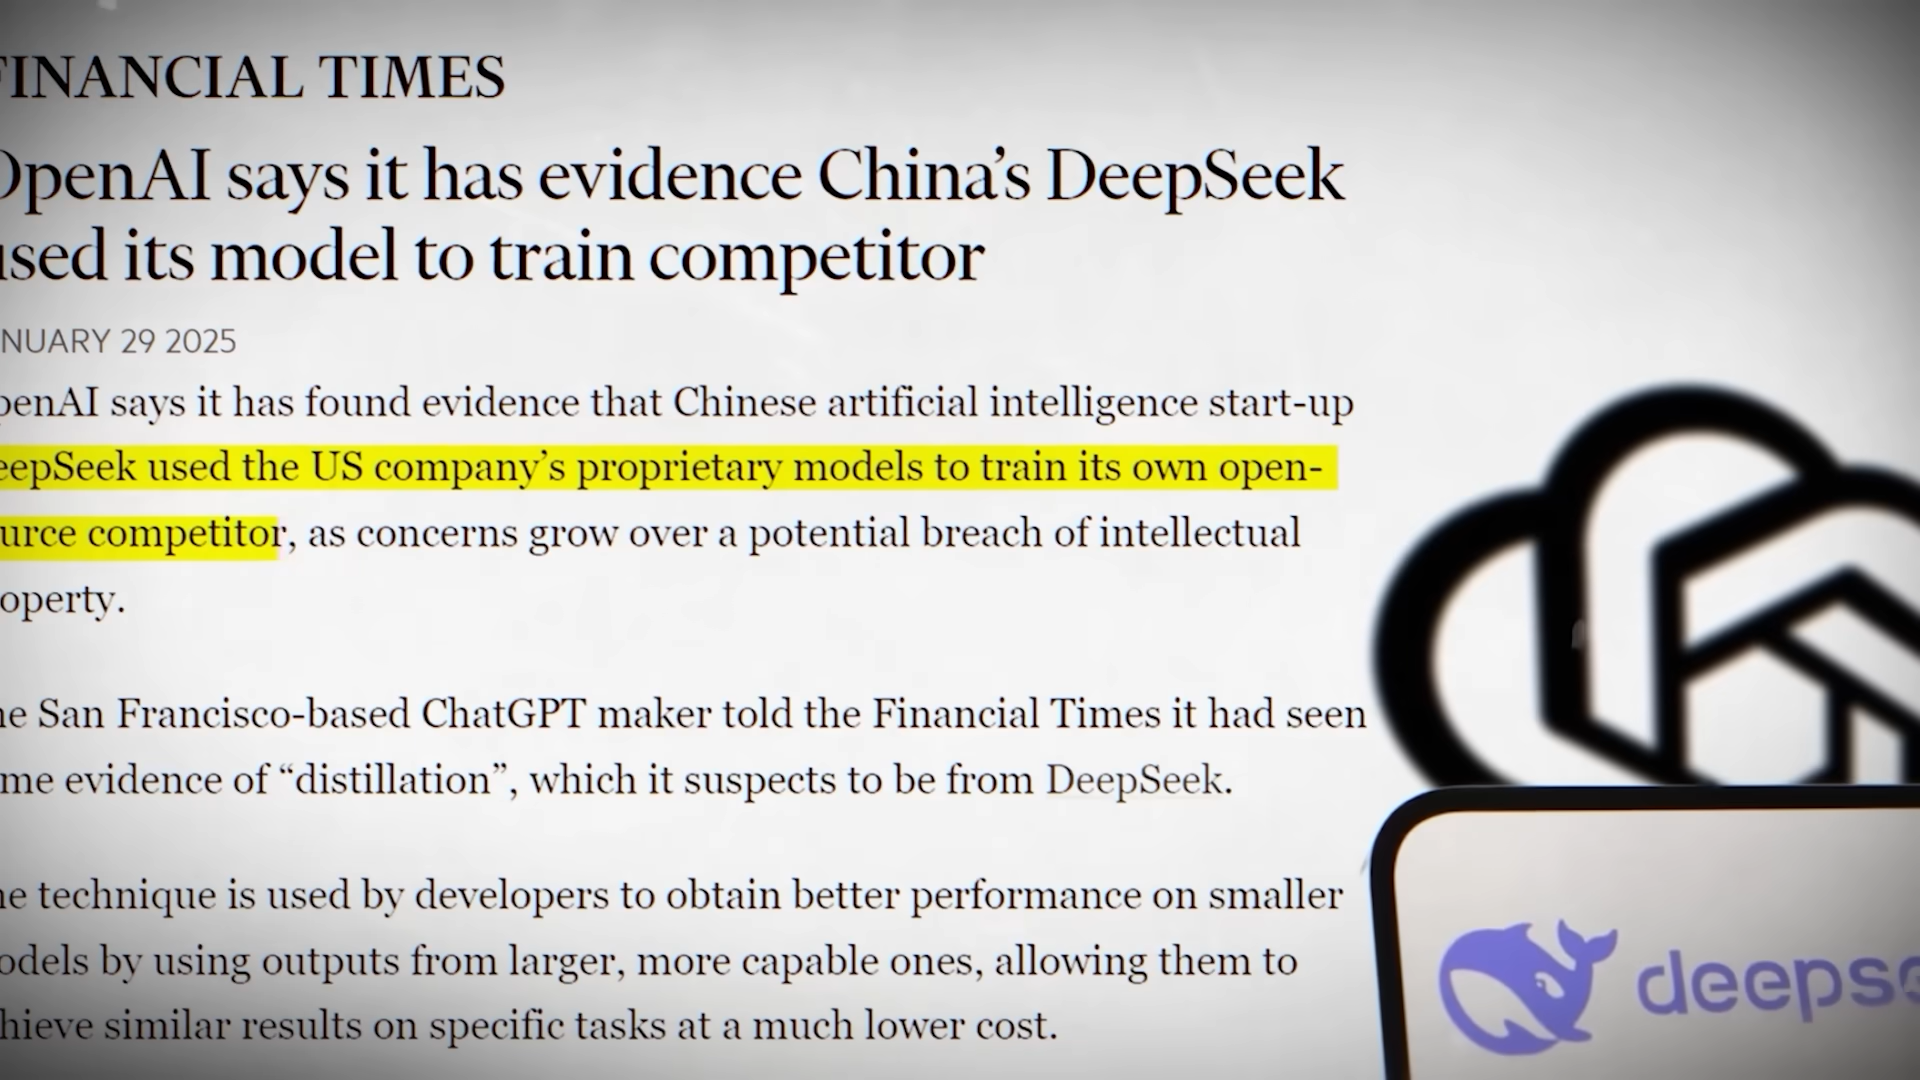 FINANCIAL TIMES
OpenAI says it has evidence China’s DeepSeek
used its model to train competitor
NUARY 29 2025
penAI says it has found evidence that Chinese artificial intelligence start-up
eepSeek used the US company’s proprietary models to train its own open-
urce competitor, as concerns grow over a potential breach of intellectual
operty.
he San Francisco-based ChatGPT maker told the Financial Times it had seen
me evidence of “distillation”, which it suspects to be from DeepSeek.
he technique is used by developers to obtain better performance on smaller
odels by using outputs from larger, more capable ones, allowing them to
hieve similar results on specific tasks at a much lower cost.
deepse